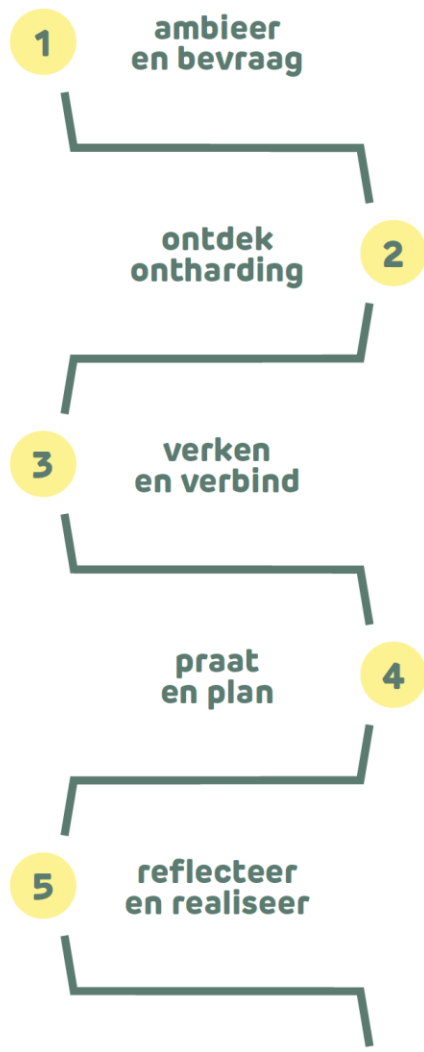 1
ambieer
en bevraag
ontdek
ontharding
2
3
verken
en verbind
praat
en plan
4
5
reflecteer
en realiseer